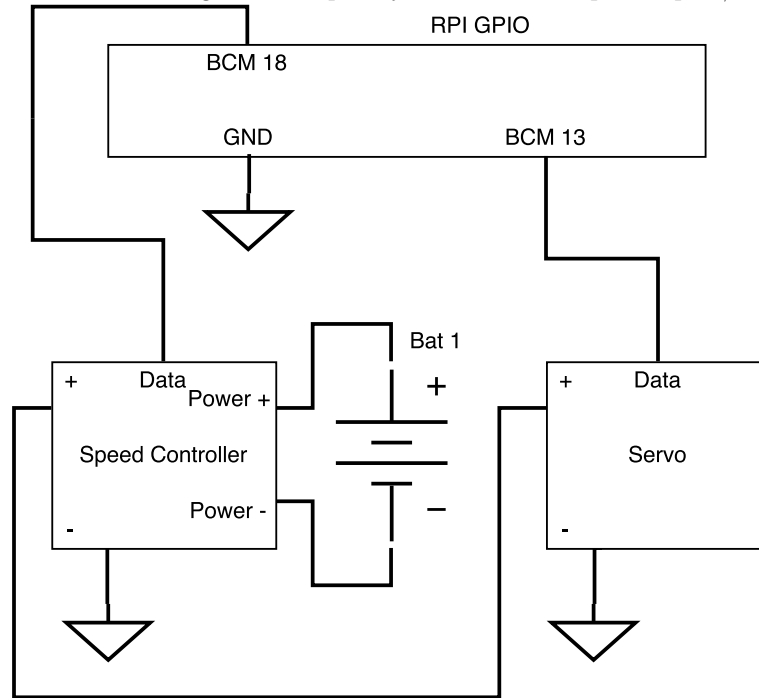 RPI GPIO
BCM 18
GND
BCM 13
Bat 1
+
Data
Power +
+
Speed Controller
Power -
-
−
+
Data
Servo
-